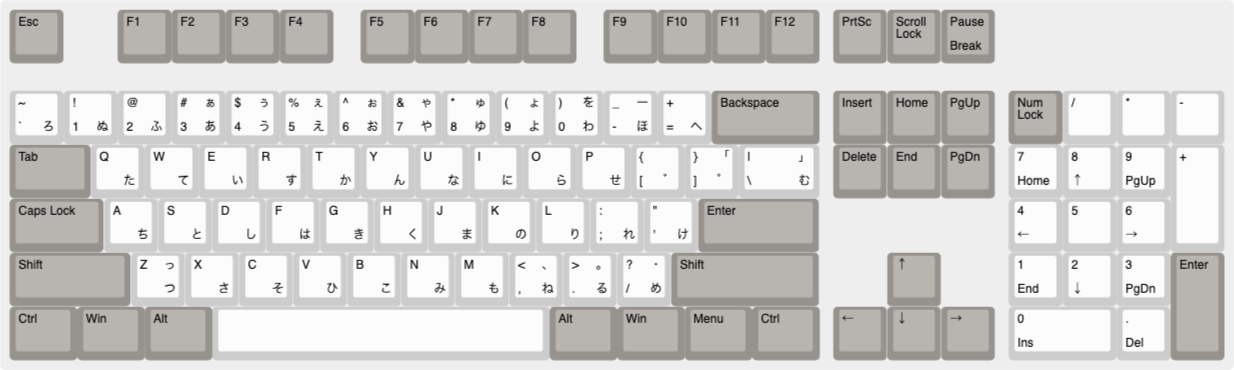 Esc F1 F2 F3 F4 F5 F6 F7 F8 F9 F10 F11 F12 PrtSc Scroll Lock Pause Break
~ ! @ # ぁ $ ぅ % ぇ ^ ぉ & ゃ * ゅ ( ょ ) を _ ー + Backspace Insert Home PgUp Num Lock / * -
` ろ 1 ぬ 2 ふ 3 あ 4 う 5 え 6 お 7 や 8 ゆ 9 よ 0 わ - ほ = へ
Tab Q W E R T Y U I O P { } 「 | 」 Delete End PgDn 7 8 9 +
た て い す か ん な に ら せ [ ゛ ] ゜ \ む Home ↑ PgUp
Caps Lock A S D F G H J K L : " Enter 4 5 6
ち と し は き く ま の り ; れ ' け ← →
Shift Z っ X C V B N M < 、 > 。 ? ・ Shift ↑ 1 2 3 Enter
つ さ そ ひ こ み も , ね . る / め End ↓ PgDn
Ctrl Win Alt Alt Win Menu Ctrl ← ↓ → 0 .
Ins Del